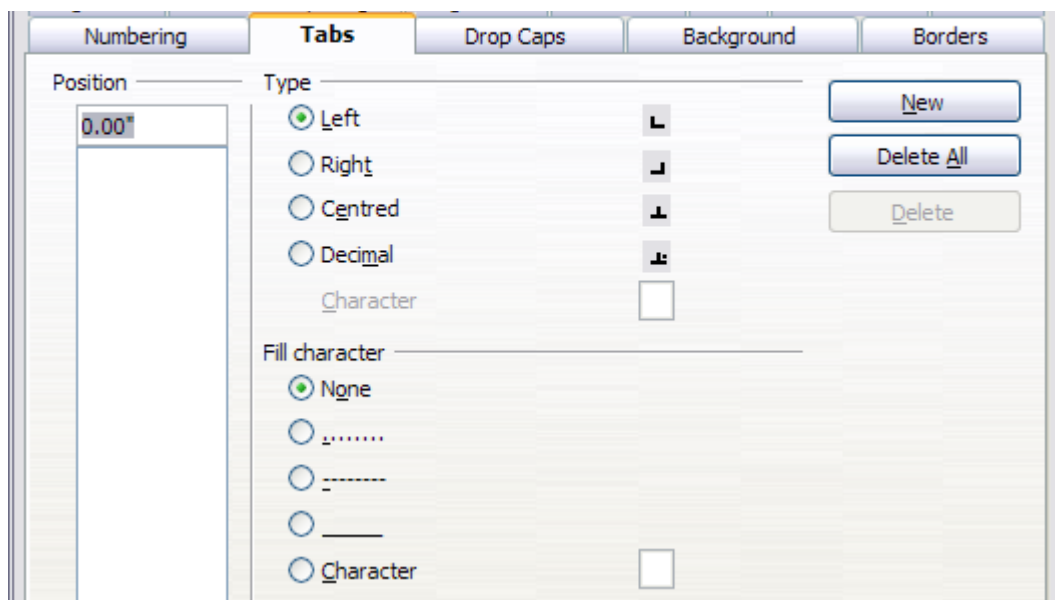 Numbering Tabs Drop Caps Background Borders
Position
0.00"
Type
Left
Right
Centred
Decimal
Character
Fill character
None
.........
--------
_____
Character
New
Delete All
Delete